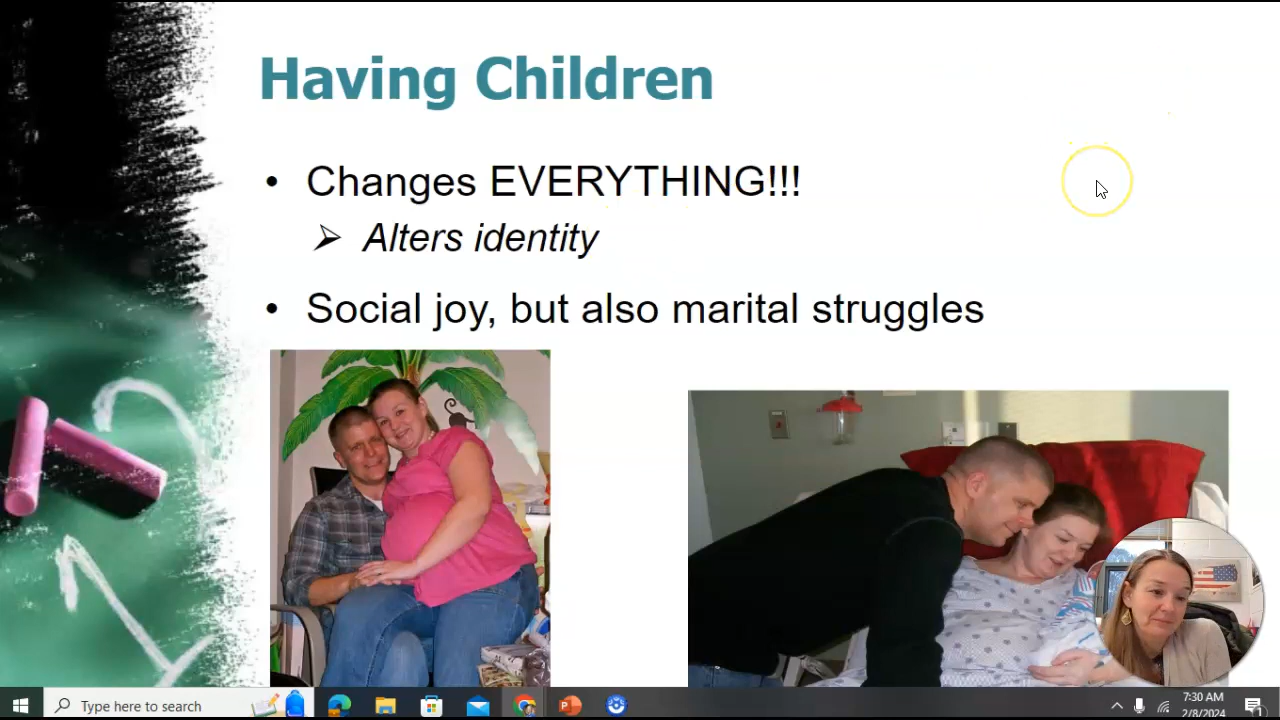 Having Children
• Changes EVERYTHING!!!
➢ Alters identity
• Social joy, but also marital struggles
Type here to search
7:30 AM
2/8/2024